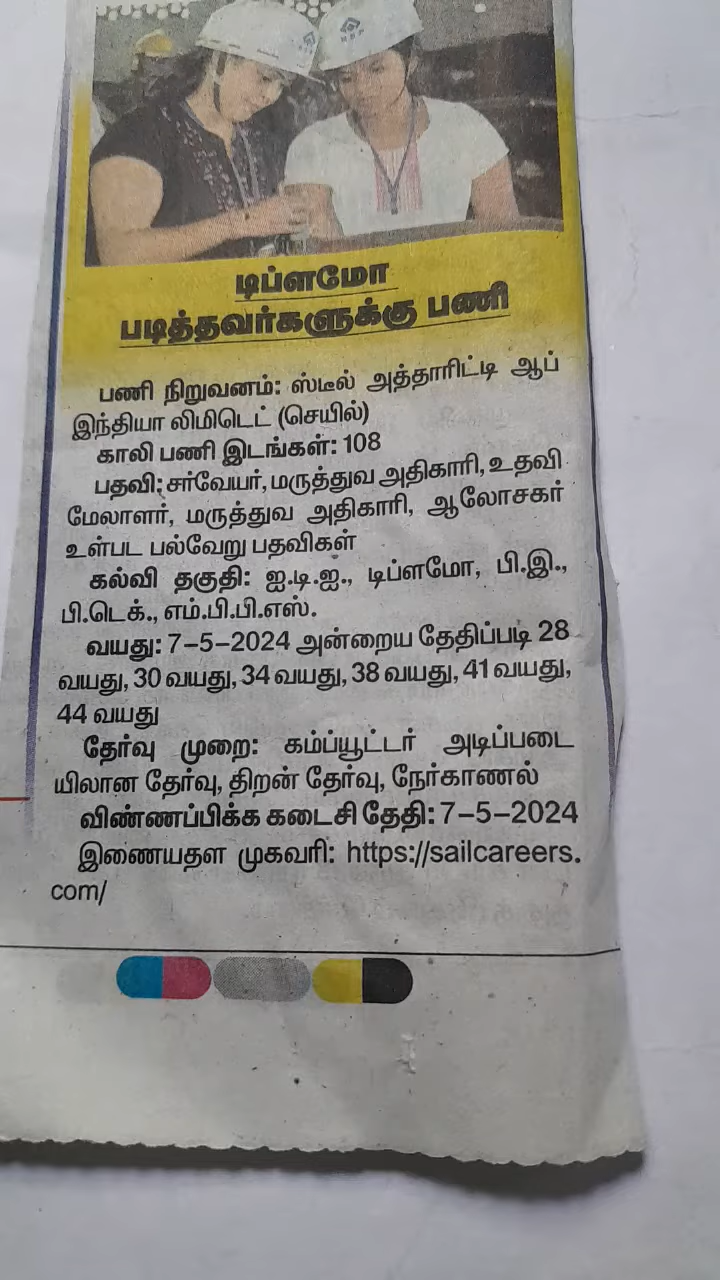 டிப்ளமோ
படித்தவர்களுக்கு பணி
பணி நிறுவனம்: ஸ்டீல் அத்தாரிட்டி ஆப்
இந்தியா லிமிடெட் (செயில்)
காலி பணி இடங்கள்: 108
பதவி: சர்வேயர், மருத்துவ அதிகாரி, உதவி
மேலாளர், மருத்துவ அதிகாரி, ஆலோசகர்
உள்பட பல்வேறு பதவிகள்
கல்வி தகுதி: ஐ.டி.ஐ., டிப்ளமோ, பி.இ.,
பி.டெக்., எம்.பி.பி.எஸ்.
வயது: 7-5-2024 அன்றைய தேதிப்படி 28
வயது, 30 வயது, 34 வயது, 38 வயது, 41 வயது,
44 வயது
தேர்வு முறை: கம்ப்யூட்டர் அடிப்படை
யிலான தேர்வு, திறன் தேர்வு, நேர்காணல்
விண்ணப்பிக்க கடைசி தேதி: 7-5-2024
இணையதள முகவரி: https://sailcareers.
com/